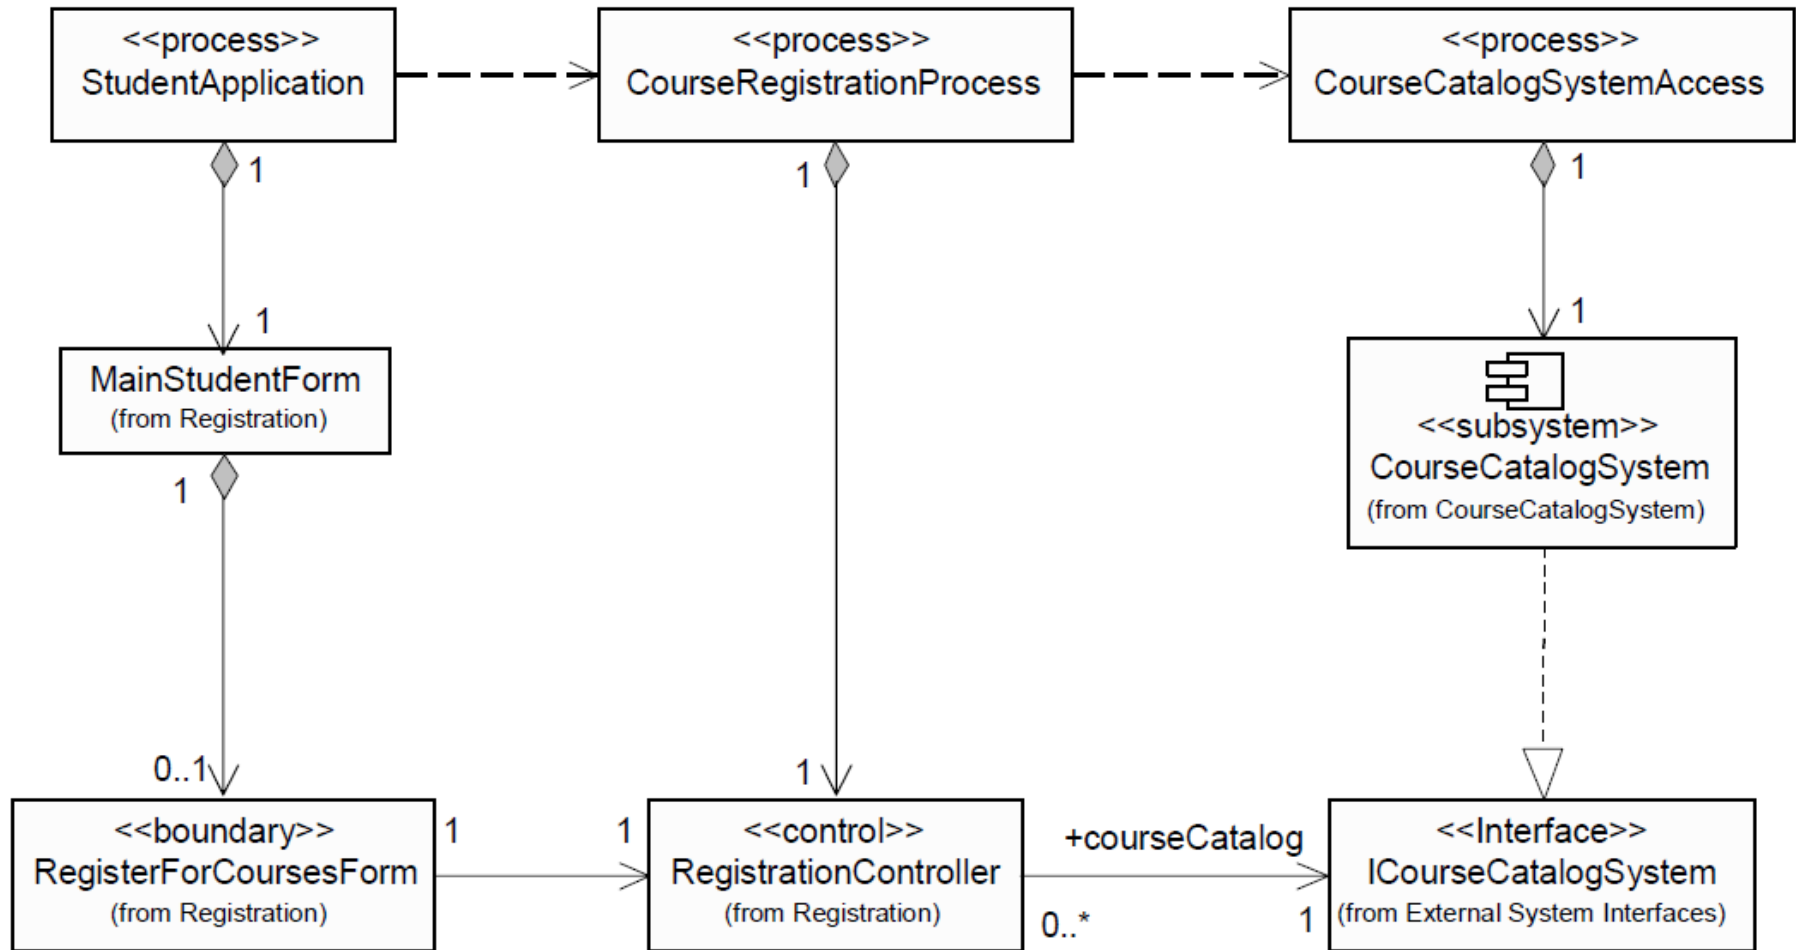 <<process>>
StudentApplication
<<process>>
CourseRegistrationProcess
<<process>>
CourseCatalogSystemAccess
1
1
1
1
1
MainStudentForm
(from Registration)
<<subsystem>>
CourseCatalogSystem
(from CourseCatalogSystem)
1
0..1
1
<<boundary>>
RegisterForCoursesForm
(from Registration)
1
1
<<control>>
RegistrationController
(from Registration)
+courseCatalog
0..*
1
<<Interface>>
ICourseCatalogSystem
(from External System Interfaces)